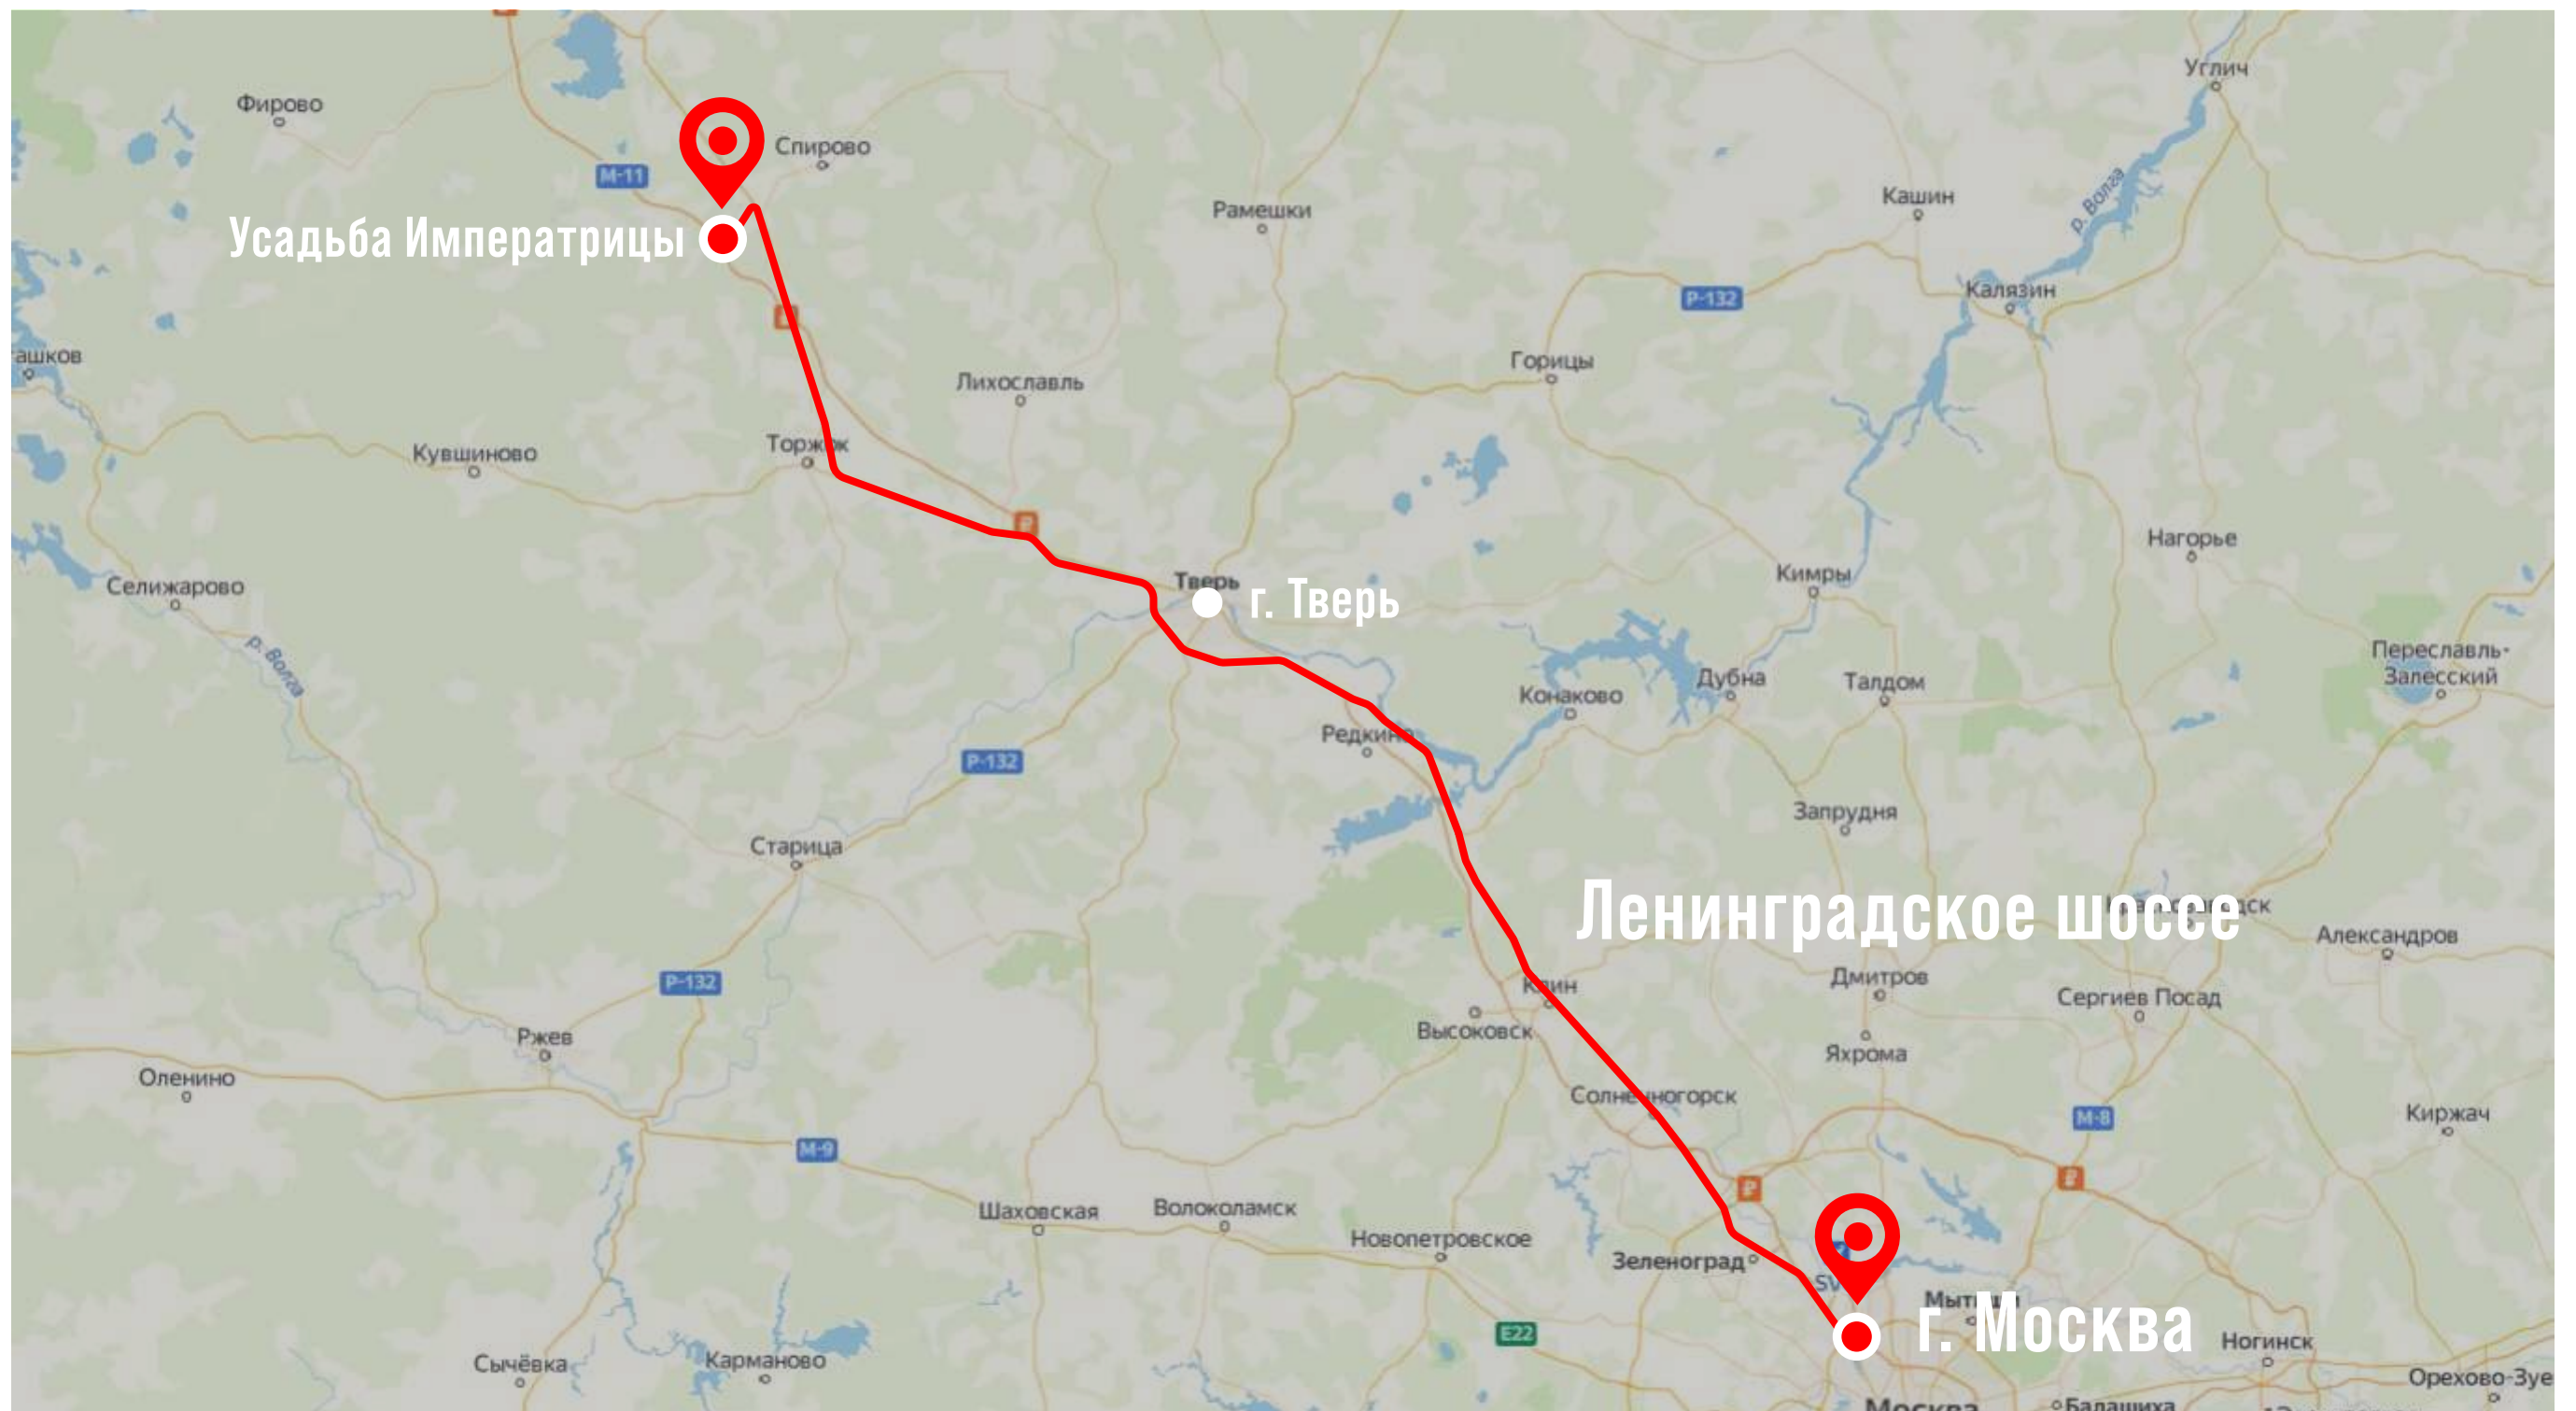 Углич
Фирово
Спирово
М-11
Кашин
р. Волга
Рамешки
Усадьба Императрицы
Калязин
Р-132
ашков
Горицы
Лихославль
Торжок
Кувшиново
Нагорье
Кимры
Тверь
г. Тверь
Селижарово
р. Волга
Переславль-
Залесский
Дубна
Талдом
Конаково
Редкино
Р-132
Запрудня
Старица
Ленинградское шоссе
Александров
Дмитров
Р-132
Клин
Сергиев Посад
Высоковск
Ржев
Яхрома
Оленино
Солнечногорск
Киржач
М-8
М-9
Шаховская
Волоколамск
Новопетровское
Зеленоград
Мытищи
г. Москва
Е22
Ногинск
Сычёвка
Карманово
Орехово-Зуе
Москва
Балашиха